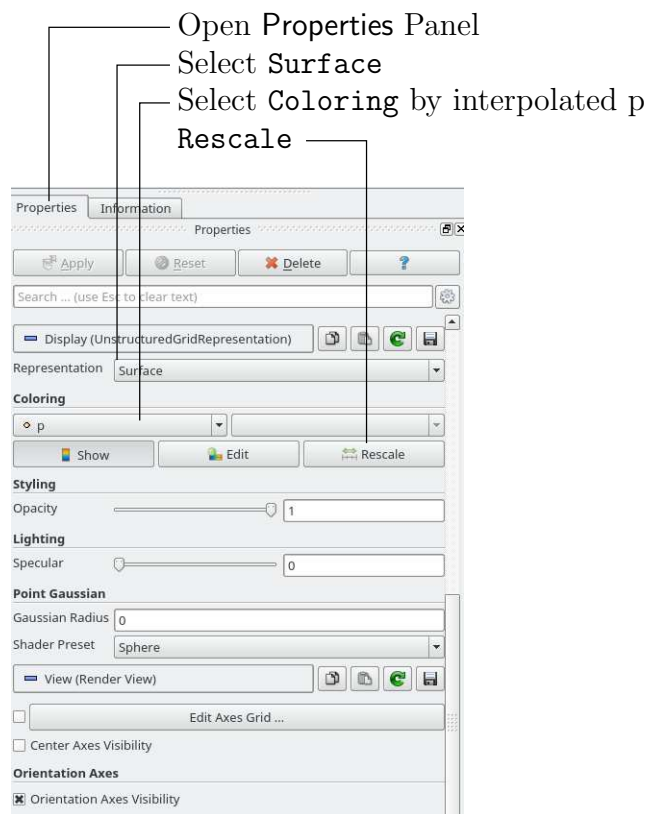 Open Properties Panel
Select Surface
Select Coloring by interpolated p
Rescale
Properties Information
Properties
Apply Reset Delete ?
Search ... (use Esc to clear text)
Display (UnstructuredGridRepresentation)
Representation Surface
Coloring
p
Show Edit Rescale
Styling
Opacity 1
Lighting
Specular 0
Point Gaussian
Gaussian Radius 0
Shader Preset Sphere
View (Render View)
Edit Axes Grid ...
Center Axes Visibility
Orientation Axes
Orientation Axes Visibility